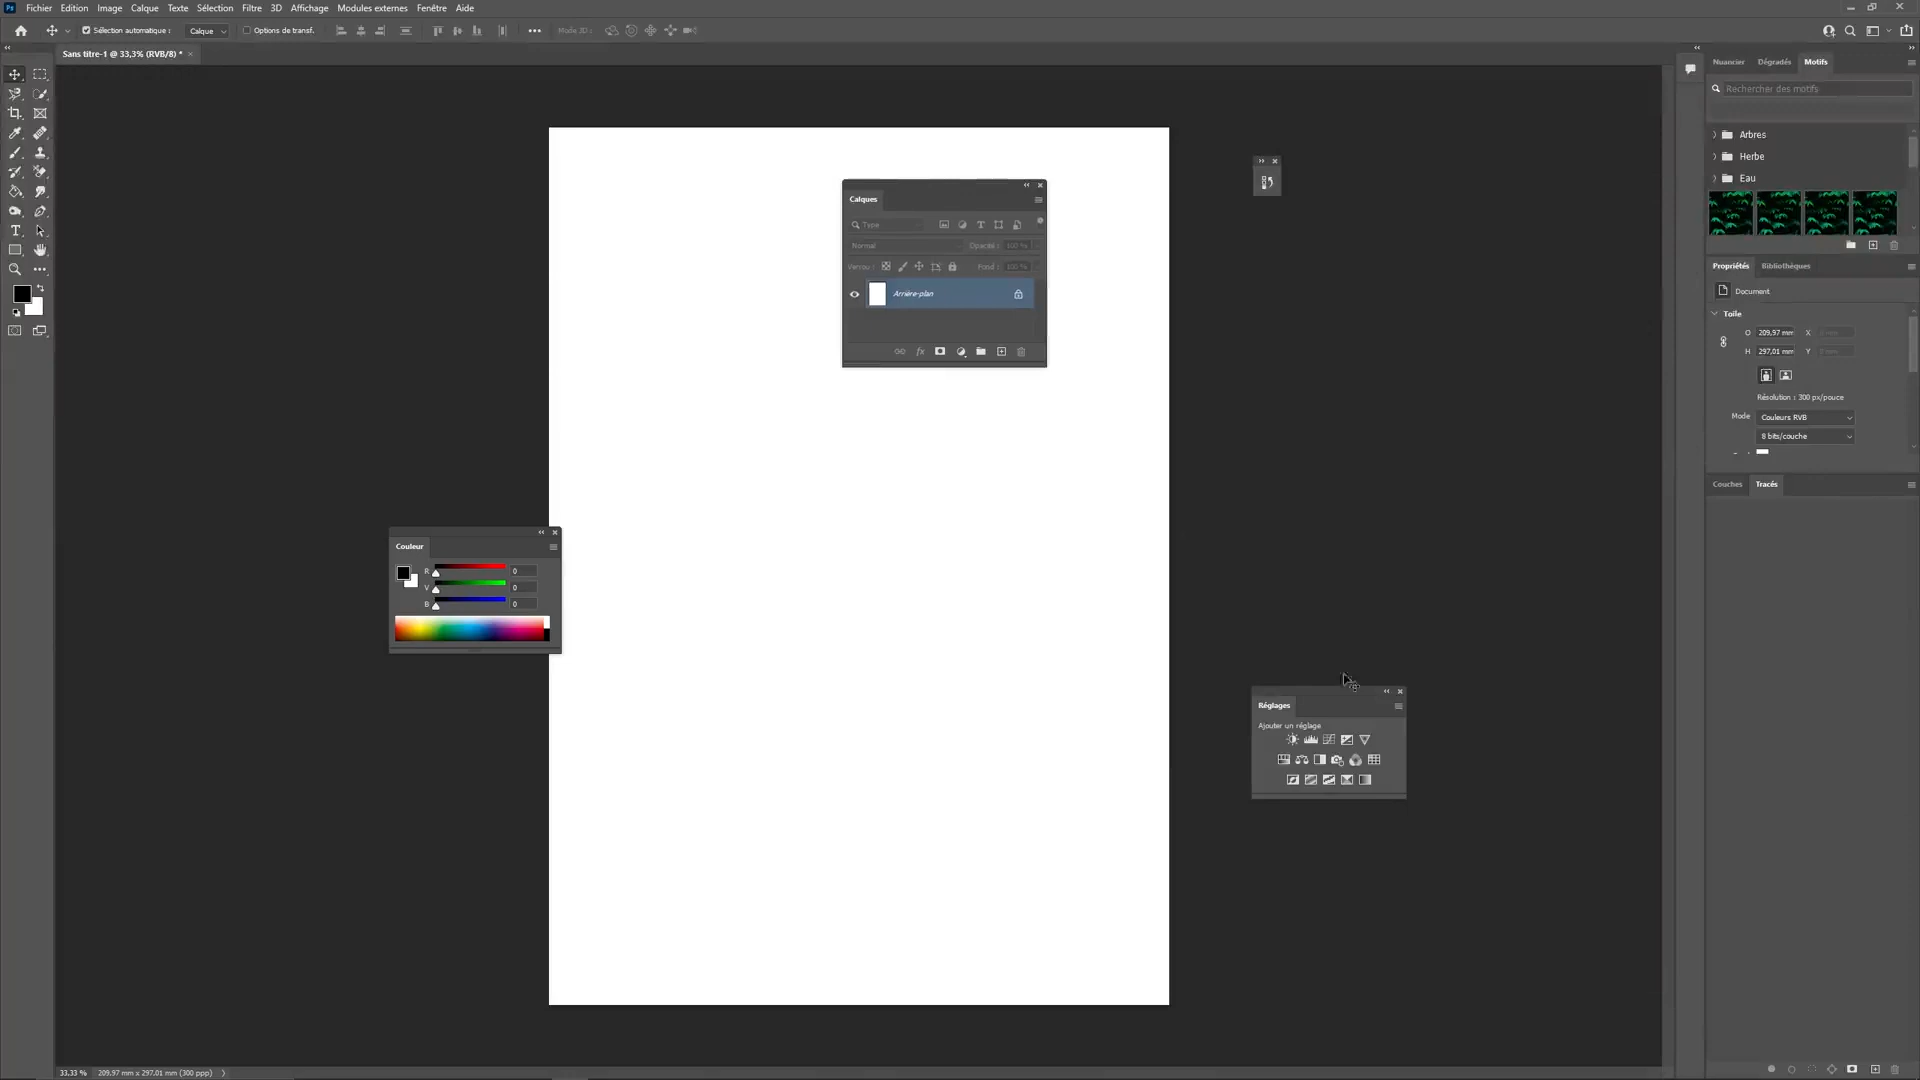 Ps Fichier Edition Image Calque Texte Sélection Filtre 3D Affichage Modules externes Fenêtre Aide
Sélection automatique : Calque Options de transf. Mode 3D :
Sans titre-1 @ 33,3% (RVB/8) * ×
Nuancier Dégradés Motifs
Rechercher des motifs
Arbres
Herbe
Eau
Calques
Type
Normal Opacité : 100 %
Verrou : Fond : 100 %
Arrière-plan
fx
Propriétés Bibliothèques
Document
Toile
O 209,97 mm X
H 297,01 mm Y
Résolution : 300 px/pouce
Mode Couleurs RVB
8 bits/couche
Couches Tracés
Couleur
R 0
V 0
B 0
Réglages
Ajouter un réglage
33,33 % 209,97 mm x 297,01 mm (300 ppp)